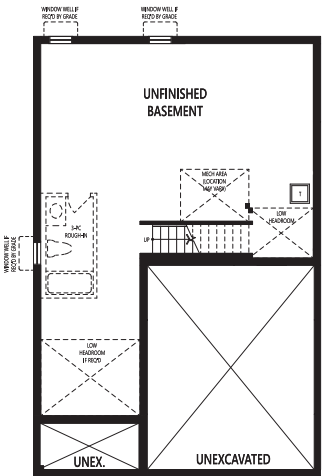 WINDOW WELL IF
REQ'D BY GRADE
WINDOW WELL IF
REQ'D BY GRADE
UNFINISHED
BASEMENT
MECH AREA
(LOCATION
MAY VARY)
T
LOW
HEADROOM
3-PC
ROUGH-IN
UP
WINDOW WELL IF
REQ'D BY GRADE
LOW
HEADROOM
IF REQ'D
UNEX.
UNEXCAVATED